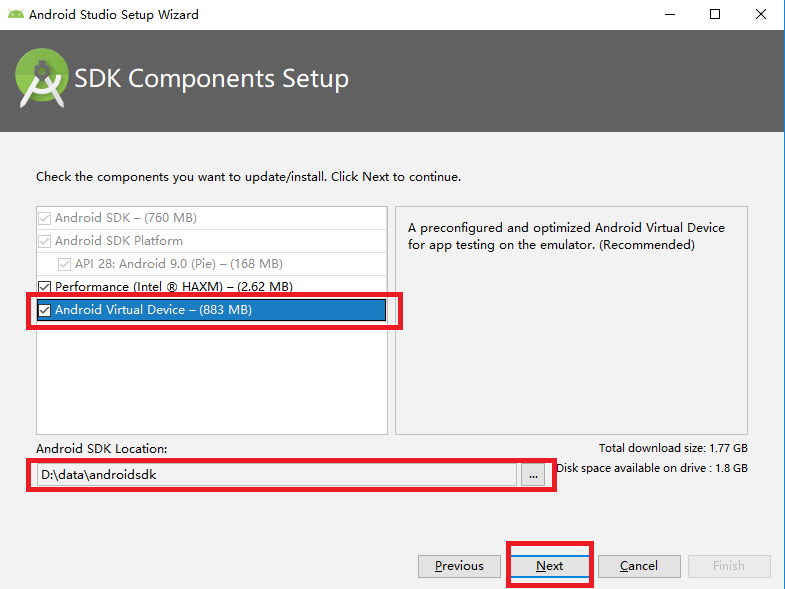 Android Studio Setup Wizard
SDK Components Setup
Check the components you want to update/install. Click Next to continue.
Android SDK – (760 MB)
Android SDK Platform
API 28: Android 9.0 (Pie) – (168 MB)
Performance (Intel ® HAXM) – (2.62 MB)
Android Virtual Device – (883 MB)
A preconfigured and optimized Android Virtual Device
for app testing on the emulator. (Recommended)
Android SDK Location:
D:\data\androidsdk
...
Total download size: 1.77 GB
Disk space available on drive : 1.8 GB
Previous
Next
Cancel
Finish